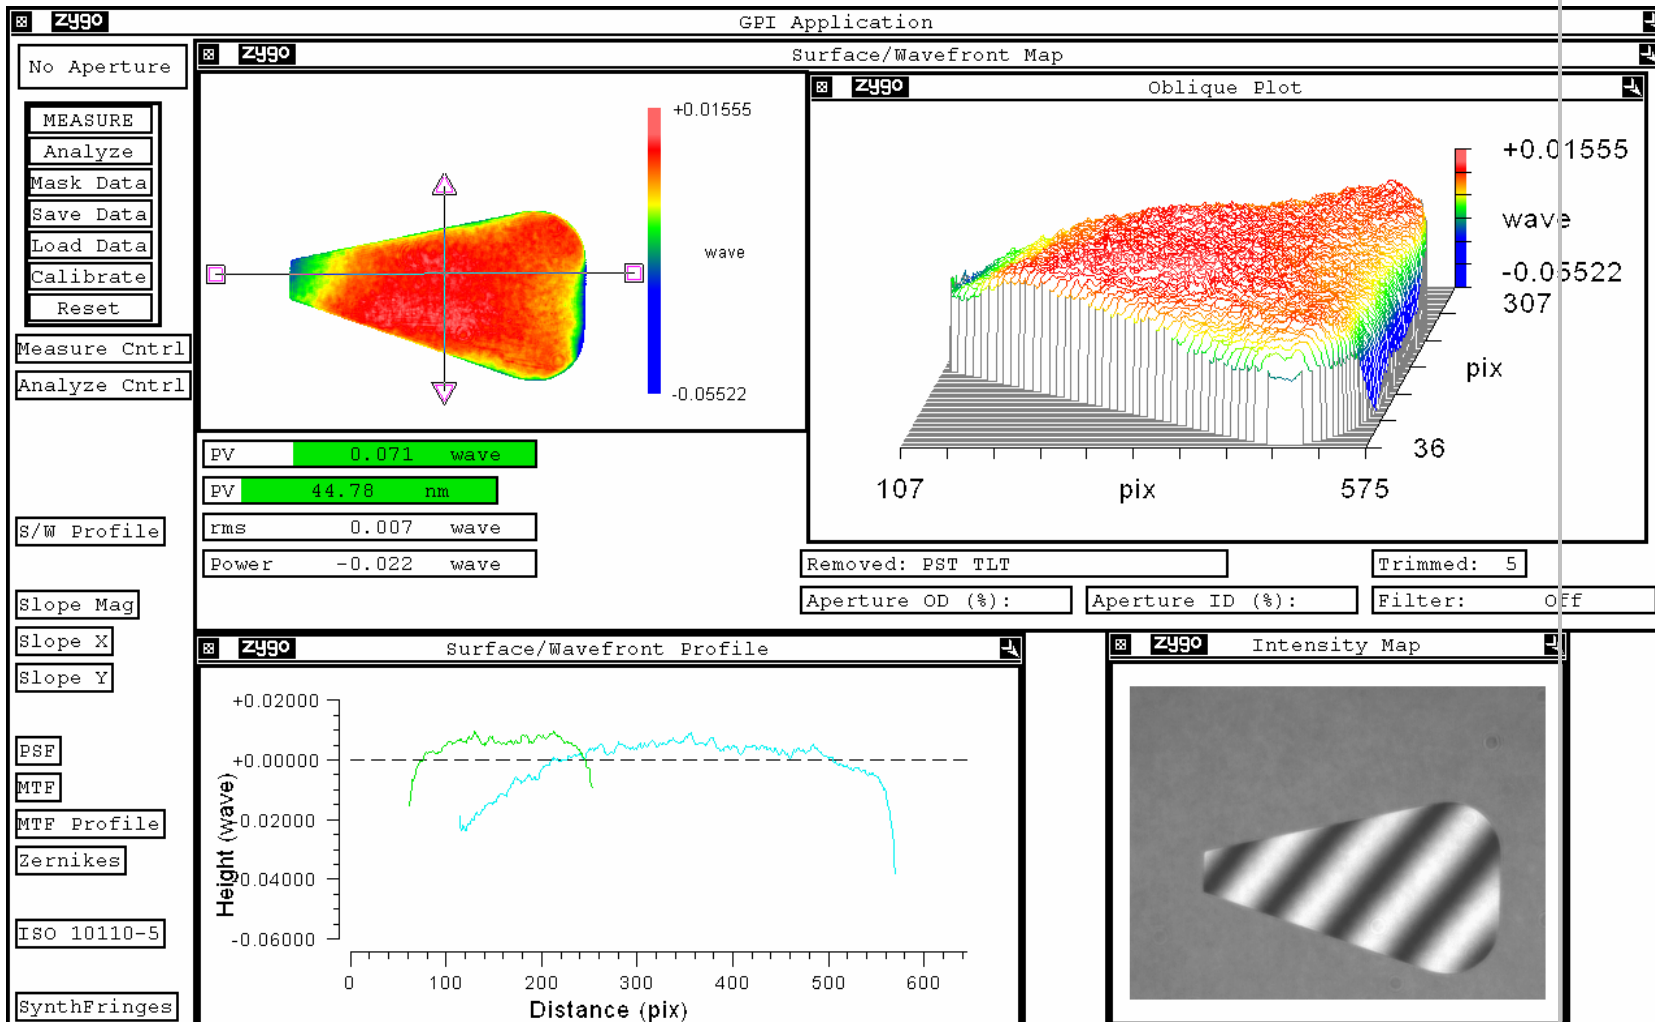 zygo GPI Application
No Aperture
MEASURE
Analyze
Mask Data
Save Data
Load Data
Calibrate
Reset
Measure Cntrl
Analyze Cntrl
S/W Profile
Slope Mag
Slope X
Slope Y
PSF
MTF
MTF Profile
Zernikes
ISO 10110-5
SynthFringes
zygo Surface/Wavefront Map
+0.01555
wave
-0.05522
PV 0.071 wave
PV 44.78 nm
rms 0.007 wave
Power -0.022 wave
zygo Oblique Plot
+0.01555
wave
-0.05522
307
pix
36
107 pix 575
Removed: PST TLT
Trimmed: 5
Aperture OD (%):
Aperture ID (%):
Filter: Off
zygo Surface/Wavefront Profile
+0.02000
+0.00000
-0.02000
-0.04000
-0.06000
Height (wave)
0 100 200 300 400 500 600
Distance (pix)
zygo Intensity Map